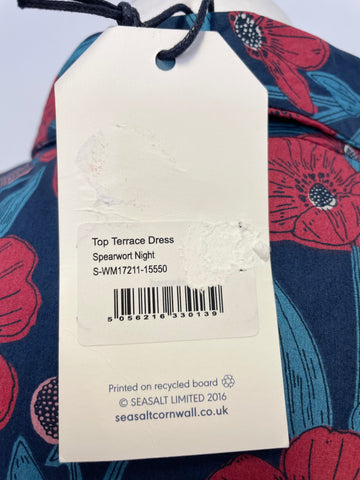 Top Terrace Dress
Spearwort Night
S-WM17211-15550
5 056216 330139
Printed on recycled board
© SEASALT LIMITED 2016
seasaltcornwall.co.uk